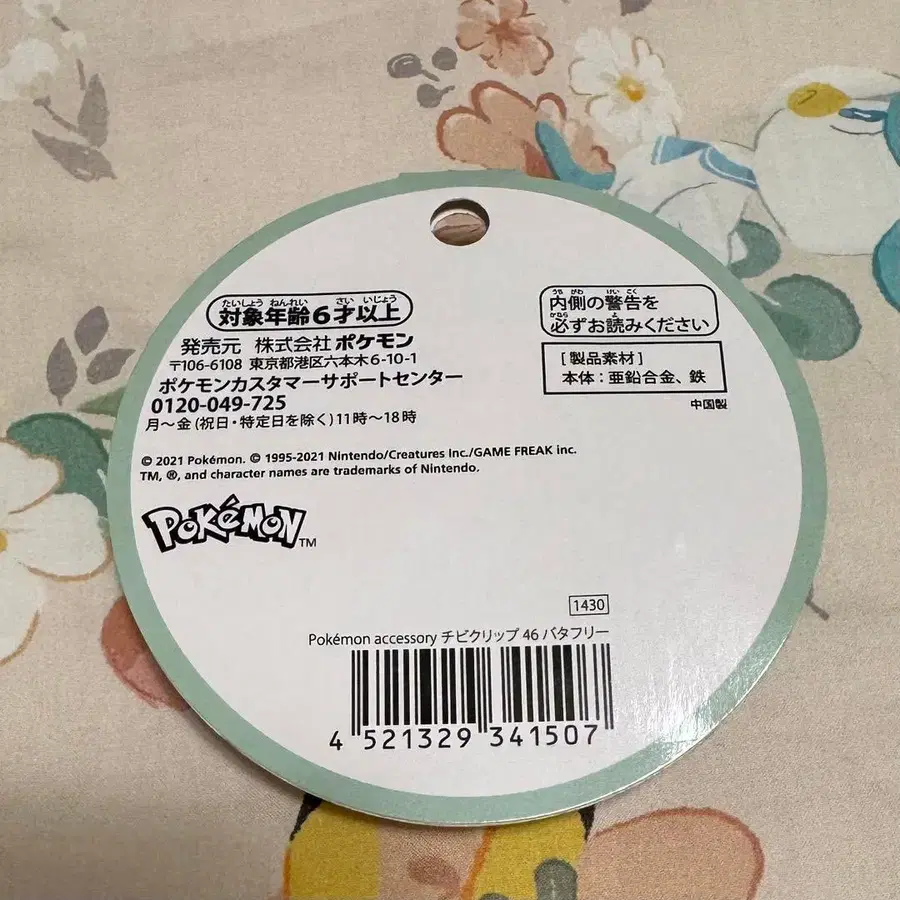 たいしょう ねんれい さい いじょう
対象年齢6才以上
発売元 株式会社ポケモン
〒106-6108 東京都港区六本木6-10-1
ポケモンカスタマーサポートセンター
0120-049-725
月～金(祝日・特定日を除く)11時～18時
うち がわ けい こく
内側の警告を
かなら よ
必ずお読みください
[製品素材]
本体：亜鉛合金、鉄
中国製
© 2021 Pokémon. © 1995-2021 Nintendo/Creatures Inc./GAME FREAK inc.
TM, ®, and character names are trademarks of Nintendo.
POKéMON TM
1430
Pokémon accessory チビクリップ 46 バタフリー
4 521329 341507